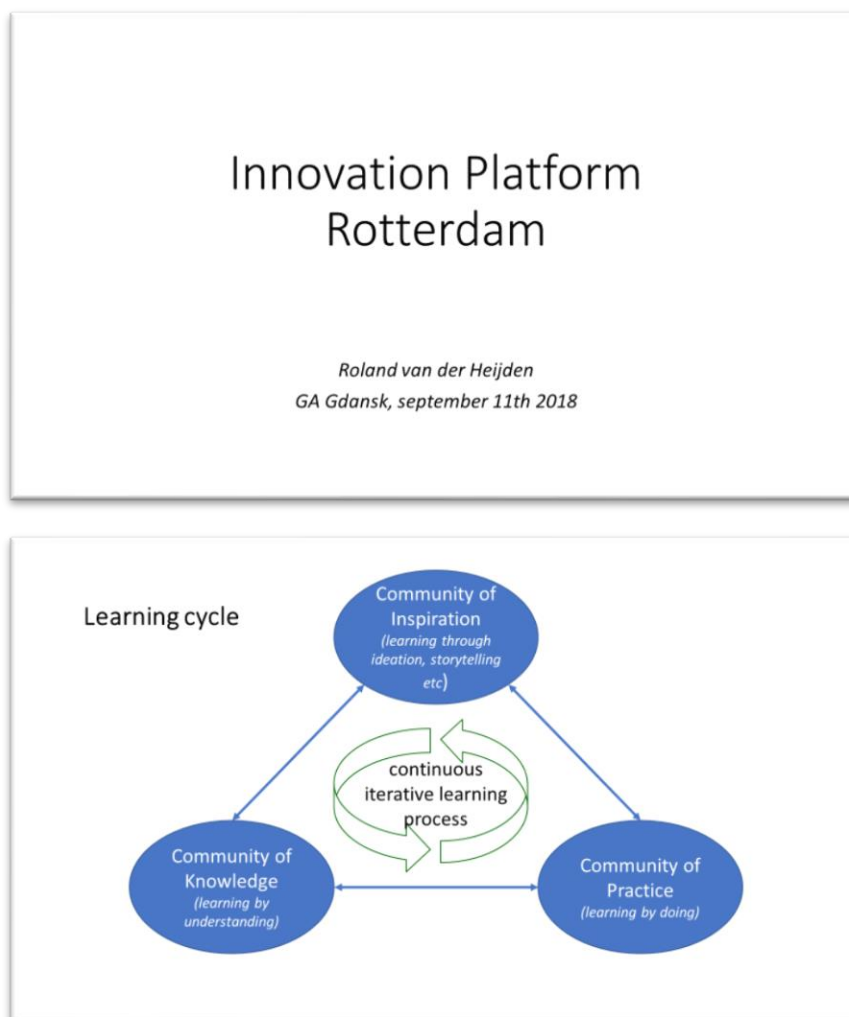 Innovation Platform
Rotterdam
Roland van der Heijden
GA Gdansk, september 11th 2018
Learning cycle
Community of
Inspiration
(learning through
ideation, storytelling
etc)
continuous
iterative learning
process
Community of
Knowledge
(learning by
understanding)
Community of
Practice
(learning by doing)